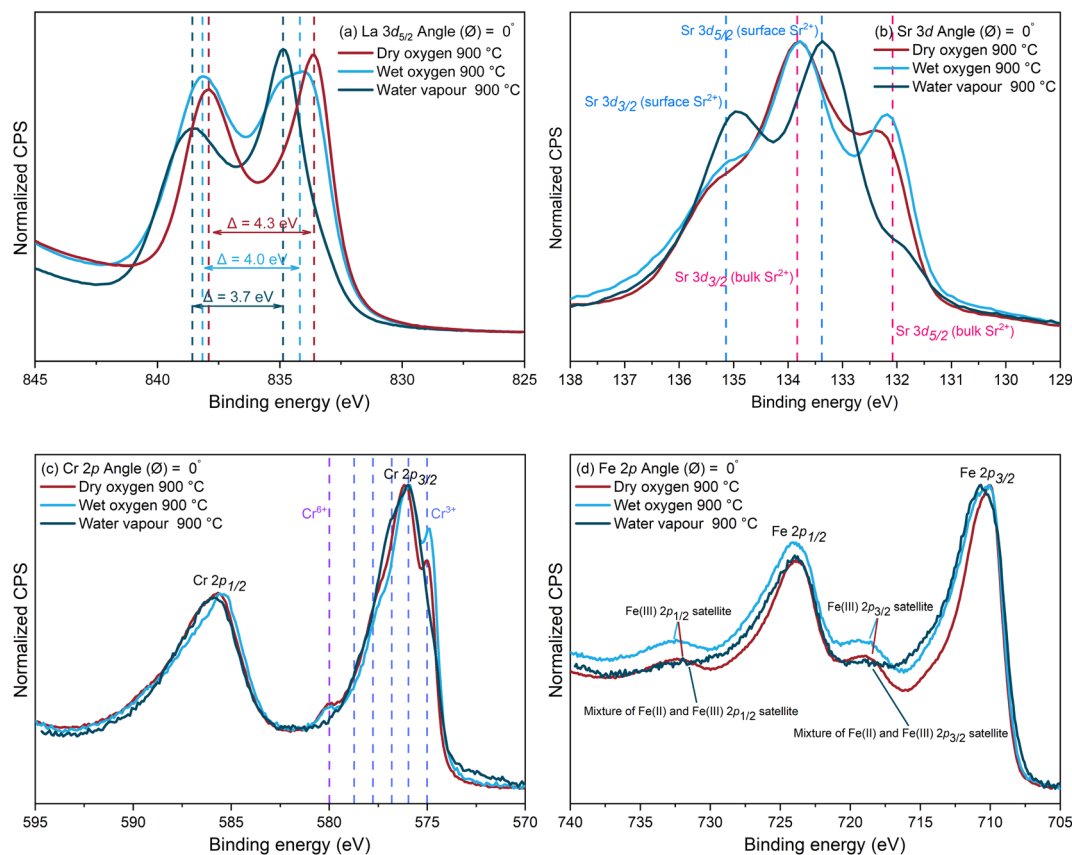 (a) La 3d5/2 Angle (Ø) = 0°
Dry oxygen 900 °C
Wet oxygen 900 °C
Water vapour 900 °C
Δ = 4.3 eV
Δ = 4.0 eV
Δ = 3.7 eV
Normalized CPS
845 840 835 830 825
Binding energy (eV)
(b) Sr 3d Angle (Ø) = 0°
Dry oxygen 900 °C
Wet oxygen 900 °C
Water vapour 900 °C
Sr 3d5/2 (surface Sr2+)
Sr 3d3/2 (surface Sr2+)
Sr 3d3/2 (bulk Sr2+)
Sr 3d5/2 (bulk Sr2+)
Normalized CPS
138 137 136 135 134 133 132 131 130 129
Binding energy (eV)
(c) Cr 2p Angle (Ø) = 0°
Dry oxygen 900 °C
Wet oxygen 900 °C
Water vapour 900 °C
Cr 2p3/2
Cr6+
Cr3+
Cr 2p1/2
Normalized CPS
595 590 585 580 575 570
Binding energy (eV)
(d) Fe 2p Angle (Ø) = 0°
Dry oxygen 900 °C
Wet oxygen 900 °C
Water vapour 900 °C
Fe 2p3/2
Fe 2p1/2
Fe(III) 2p1/2 satellite
Fe(III) 2p3/2 satellite
Mixture of Fe(II) and Fe(III) 2p1/2 satellite
Mixture of Fe(II) and Fe(III) 2p3/2 satellite
Normalized CPS
740 735 730 725 720 715 710 705
Binding energy (eV)